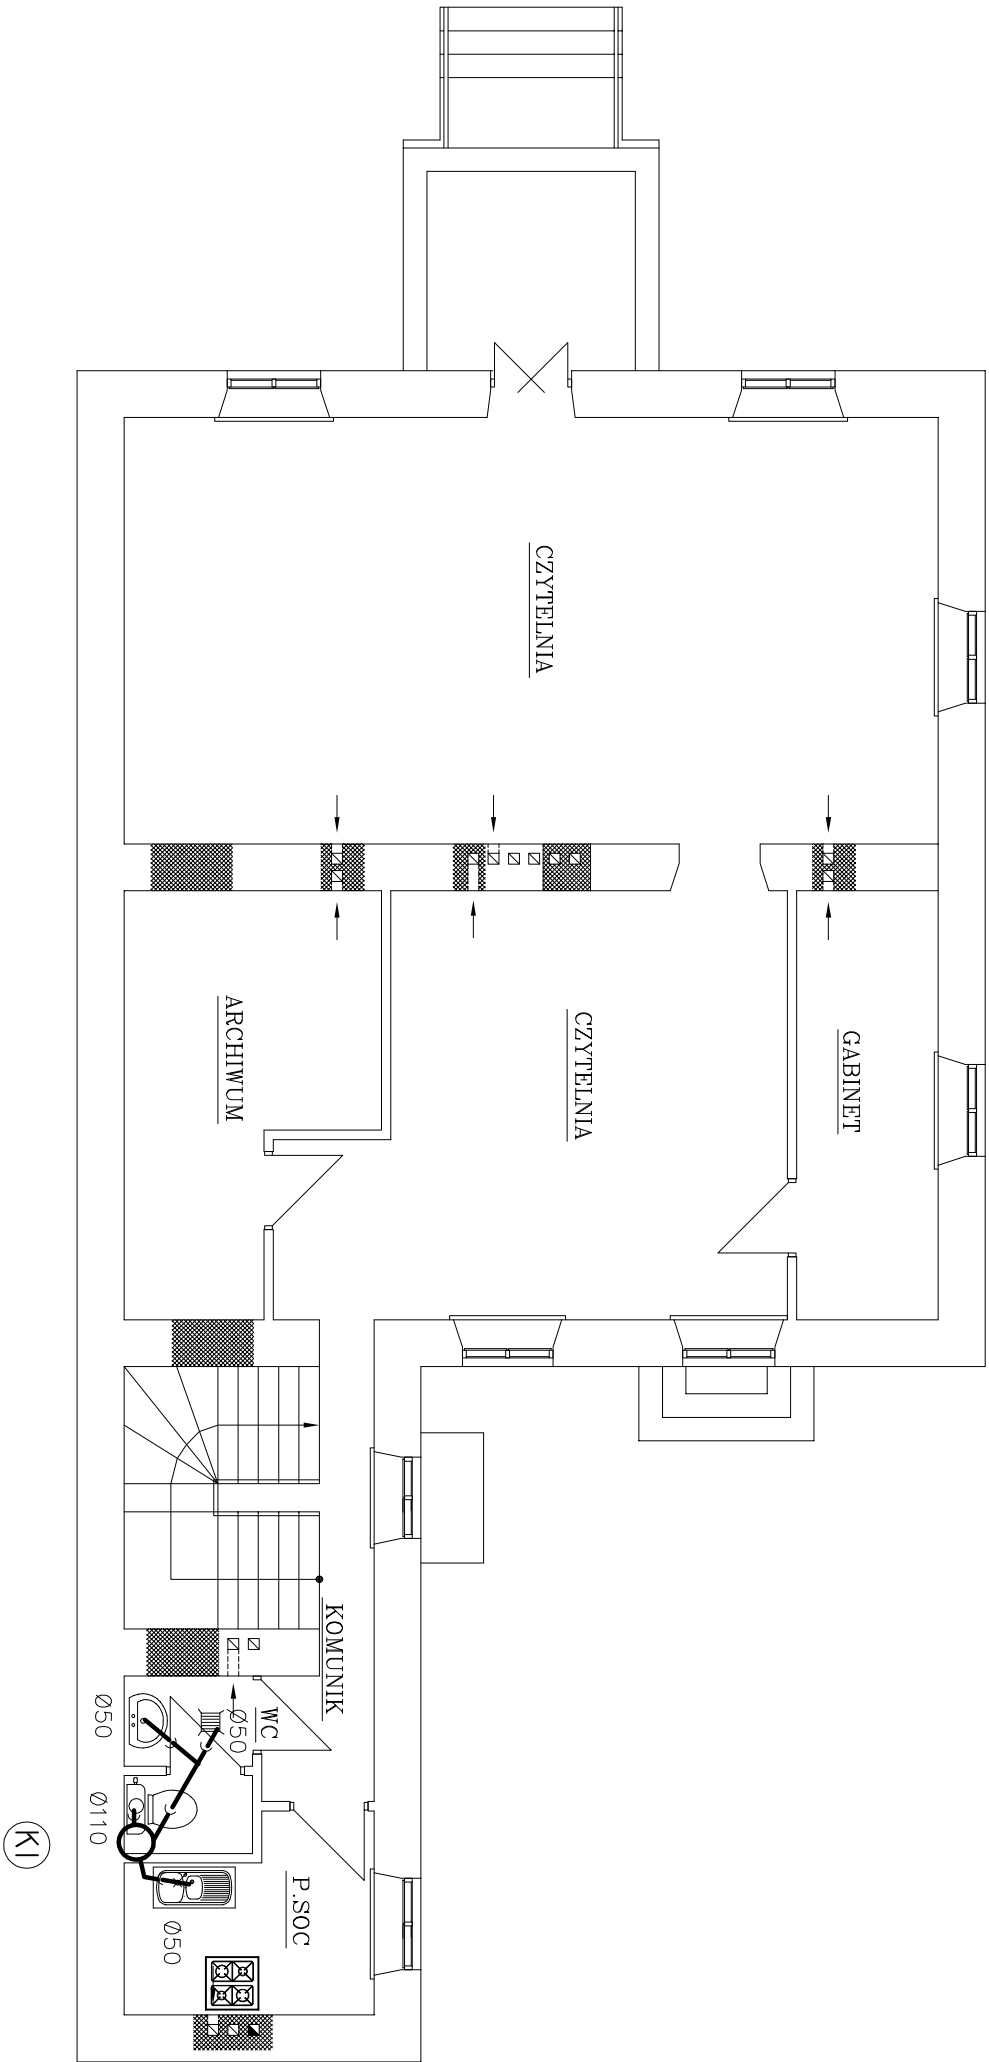 CZYTELNIA
GABINET
CZYTELNIA
ARCHIWUM
KOMUNIK
WC
Ø50
Ø50
Ø110
P.SOC
Ø50
KI